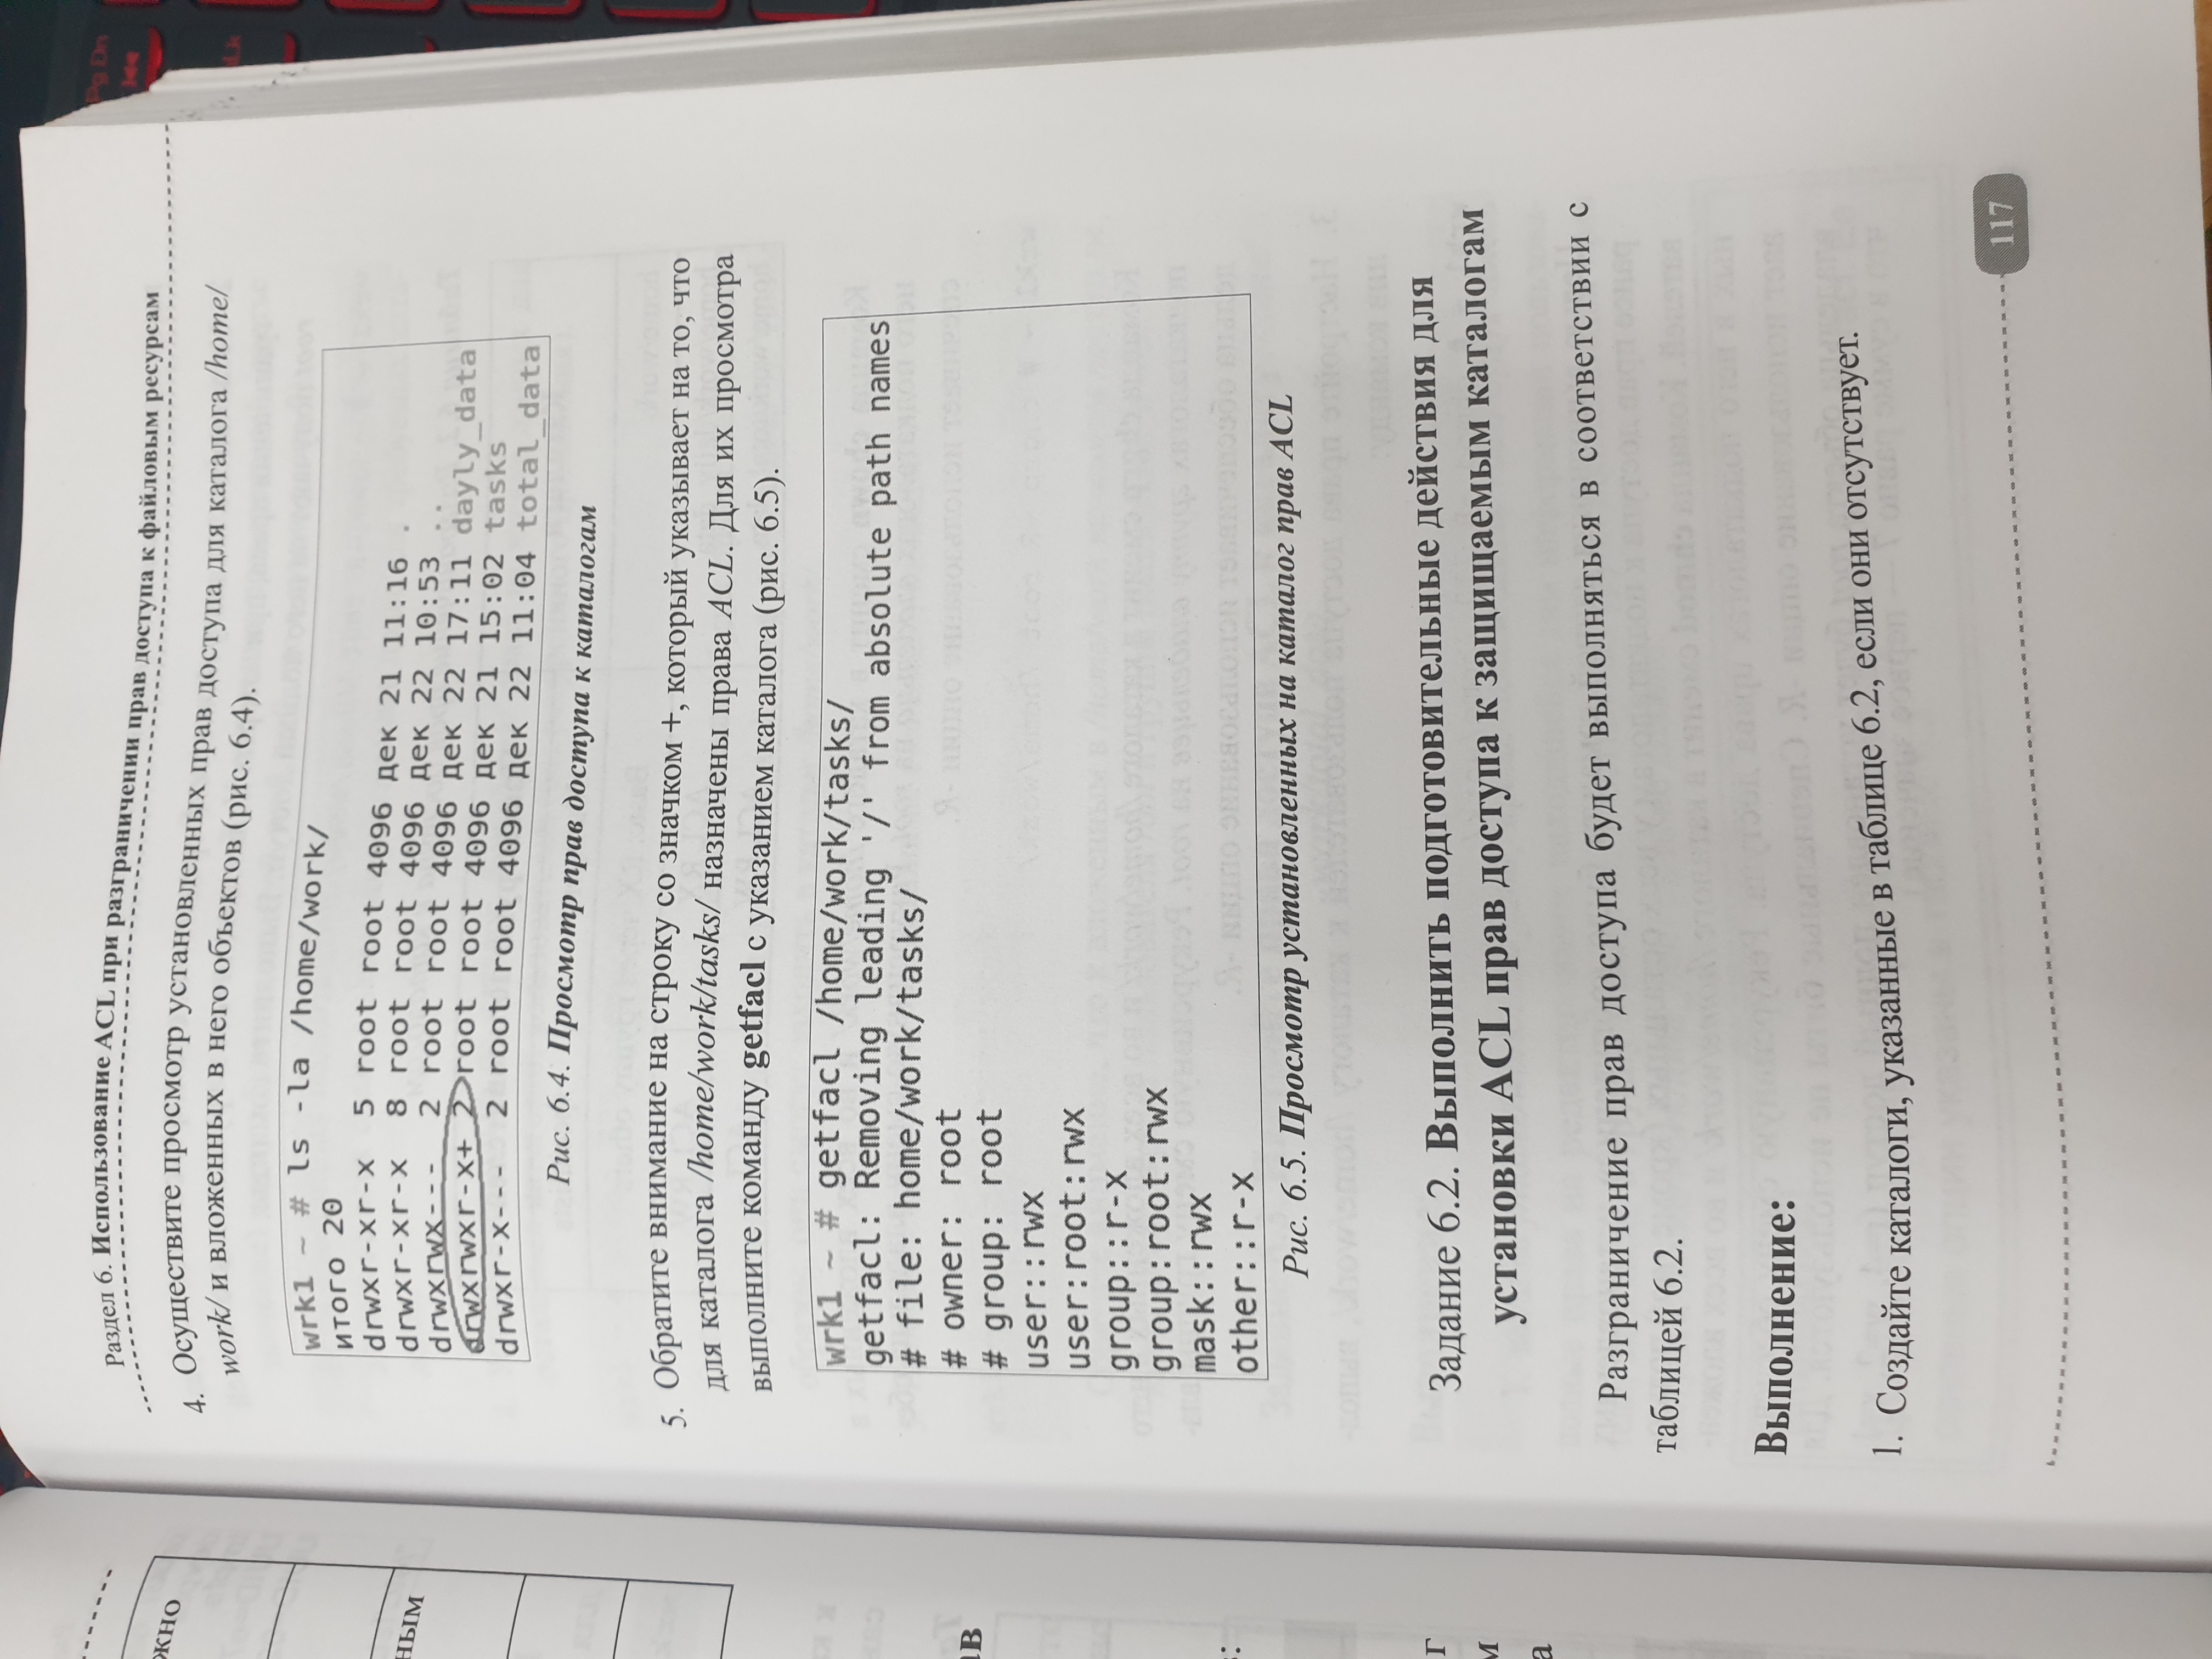 жно
ным
ав
в:
г
м
а
Раздел 6. Использование ACL при разграничении прав доступа к файловым ресурсам
4. Осуществите просмотр установленных прав доступа для каталога /home/
work/ и вложенных в него объектов (рис. 6.4).
wrk1 ~ # ls -la /home/work/
итого 20
drwxr-xr-x 5 root root 4096 дек 21 11:16 .
drwxr-xr-x 8 root root 4096 дек 22 10:53 ..
drwxrwx--- 2 root root 4096 дек 22 17:11 dayly_data
drwxrwxr-x+ 2 root root 4096 дек 21 15:02 tasks
drwxr-x--- 2 root root 4096 дек 22 11:04 total_data
Рис. 6.4. Просмотр прав доступа к каталогам
5. Обратите внимание на строку со значком +, который указывает на то, что
для каталога /home/work/tasks/ назначены права ACL. Для их просмотра
выполните команду getfacl с указанием каталога (рис. 6.5).
wrk1 ~ # getfacl /home/work/tasks/
getfacl: Removing leading '/' from absolute path names
# file: home/work/tasks/
# owner: root
# group: root
user::rwx
user:root:rwx
group::r-x
group:root:rwx
mask::rwx
other::r-x
Рис. 6.5. Просмотр установленных на каталог прав ACL
Задание 6.2. Выполнить подготовительные действия для
установки ACL прав доступа к защищаемым каталогам
Разграничение прав доступа будет выполняться в соответствии с
таблицей 6.2.
Выполнение:
1. Создайте каталоги, указанные в таблице 6.2, если они отсутствует.
117
Pg Dn